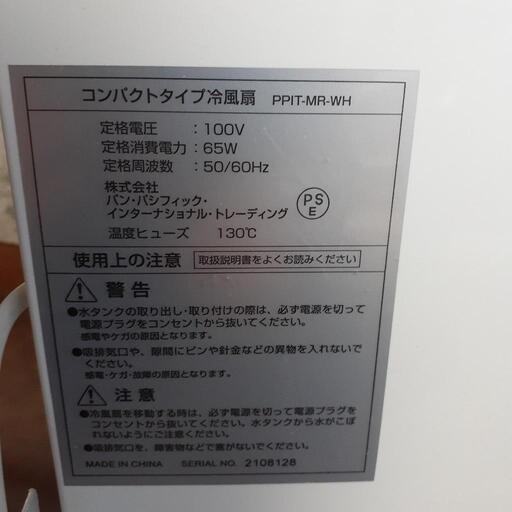 コンパクトタイプ冷風扇 PPIT-MR-WH
定格電圧 : 100V
定格消費電力 : 65W
定格周波数 : 50/60Hz
株式会社
パン・パシフィック・
インターナショナル・トレーディング
PS
E
温度ヒューズ 130℃
使用上の注意 取扱説明書をよくお読みください
警告
●水タンクの取り出し・取り付けの際は、必ず電源を切って
電源プラグをコンセントから抜いてください。
感電やケガの原因となります。
●吸排気口や、隙間にピンや針金などの異物を入れないで
ください。
感電・ケガ・故障の原因となります。
注意
●冷風扇を移動する時は、必ず電源を切って電源プラグを
コンセントから抜いてください。水タンクから水がこぼ
れないようにご注意ください。
●吸排気口を、障害物などで塞がないでください。
MADE IN CHINA SERIAL NO. 2108128